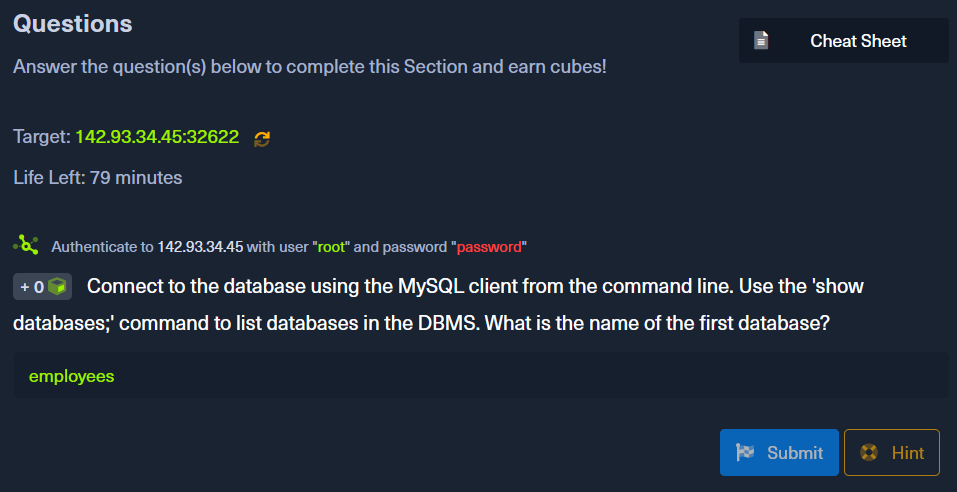 Questions
Cheat Sheet
Answer the question(s) below to complete this Section and earn cubes!
Target: 142.93.34.45:32622
Life Left: 79 minutes
Authenticate to 142.93.34.45 with user "root" and password "password"
+ 0 Connect to the database using the MySQL client from the command line. Use the 'show
databases;' command to list databases in the DBMS. What is the name of the first database?
employees
Submit
Hint